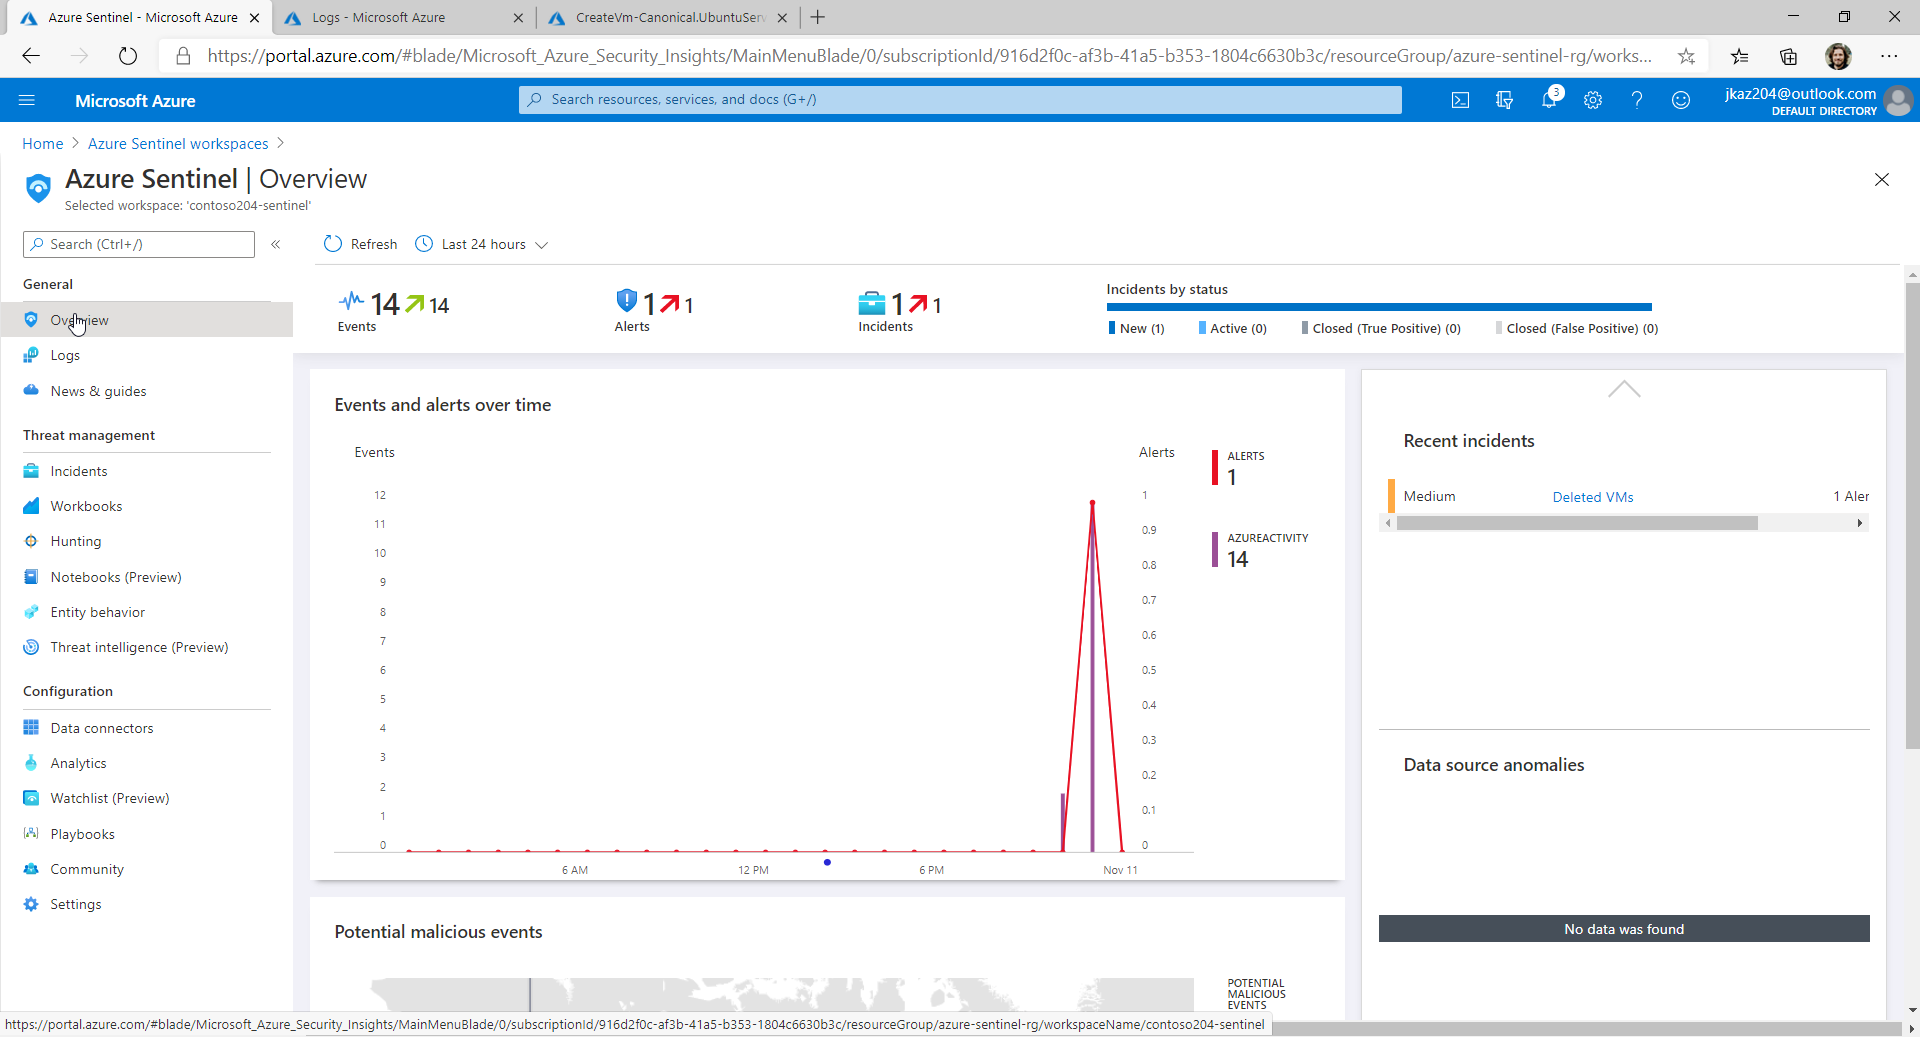 Azure Sentinel - Microsoft Azure
Logs - Microsoft Azure
CreateVm-Canonical.UbuntuServ
https://portal.azure.com/#blade/Microsoft_Azure_Security_Insights/MainMenuBlade/0/subscriptionId/916d2f0c-af3b-41a5-b353-1804c6630b3c/resourceGroup/azure-sentinel-rg/works...
Microsoft Azure
Search resources, services, and docs (G+/)
3
jkaz204@outlook.com
DEFAULT DIRECTORY
Home > Azure Sentinel workspaces >
Azure Sentinel | Overview
Selected workspace: 'contoso204-sentinel'
Search (Ctrl+/)
«
General
Overview
Logs
News & guides
Threat management
Incidents
Workbooks
Hunting
Notebooks (Preview)
Entity behavior
Threat intelligence (Preview)
Configuration
Data connectors
Analytics
Watchlist (Preview)
Playbooks
Community
Settings
Refresh
Last 24 hours
14 14
Events
1 1
Alerts
1 1
Incidents
Incidents by status
New (1)
Active (0)
Closed (True Positive) (0)
Closed (False Positive) (0)
Events and alerts over time
Events
12
11
10
9
8
7
6
5
4
3
2
1
0
Alerts
1
0.9
0.8
0.7
0.6
0.5
0.4
0.3
0.2
0.1
0
6 AM
12 PM
6 PM
Nov 11
ALERTS
1
AZUREACTIVITY
14
Recent incidents
Medium
Deleted VMs
1 Aler
Data source anomalies
No data was found
Potential malicious events
POTENTIAL
MALICIOUS
EVENTS
https://portal.azure.com/#blade/Microsoft_Azure_Security_Insights/MainMenuBlade/0/subscriptionId/916d2f0c-af3b-41a5-b353-1804c6630b3c/resourceGroup/azure-sentinel-rg/workspaceName/contoso204-sentinel